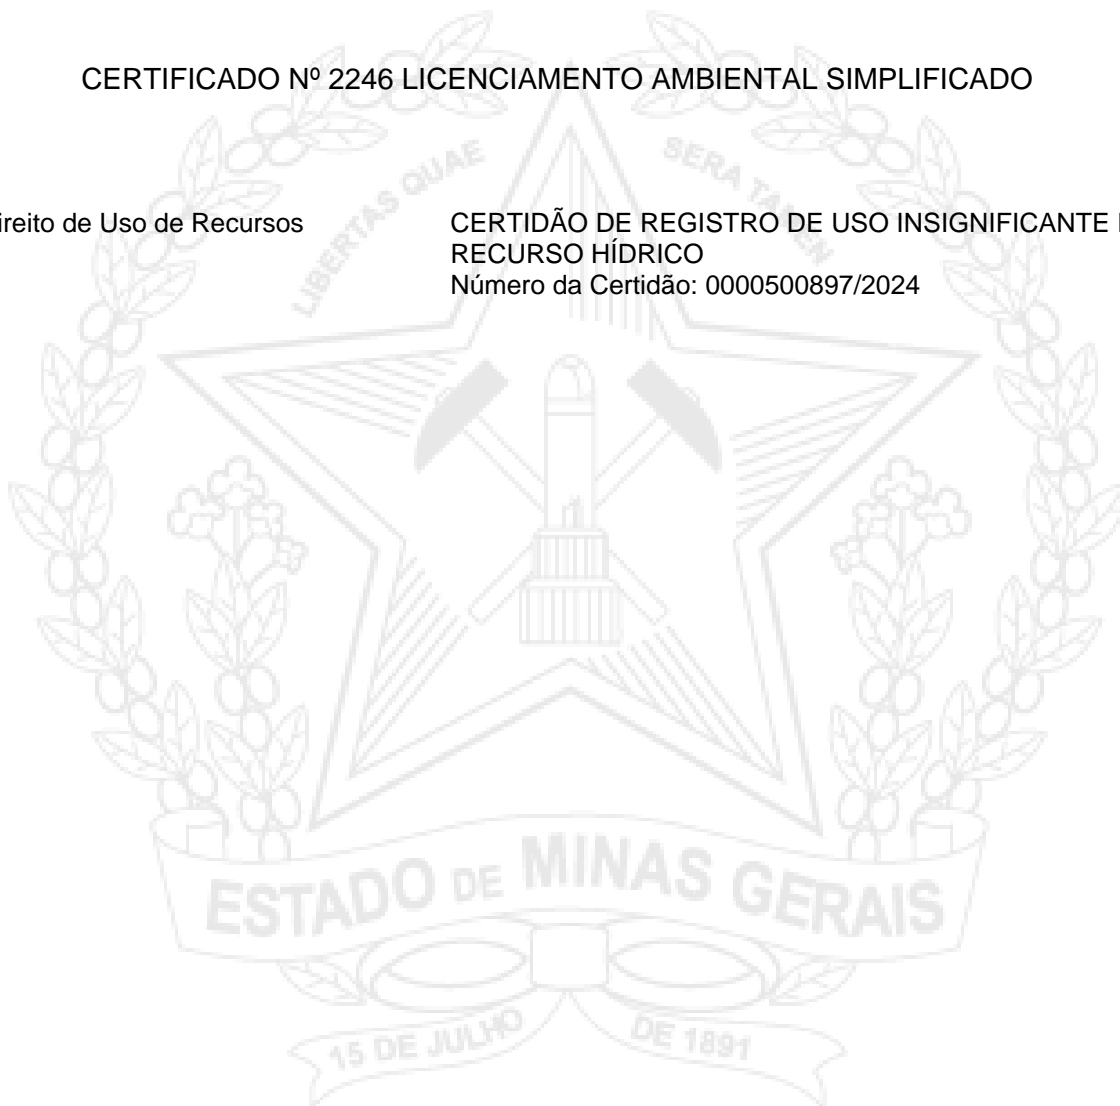 CERTIFICADO Nº 2246 LICENCIAMENTO AMBIENTAL SIMPLIFICADO
LIBERTAS QUAE SERA TAMEN
ireito de Uso de Recursos
CERTIDÃO DE REGISTRO DE USO INSIGNIFICANTE
RECURSO HÍDRICO
Número da Certidão: 0000500897/2024
ESTADO DE MINAS GERAIS
15 DE JULHO DE 1891